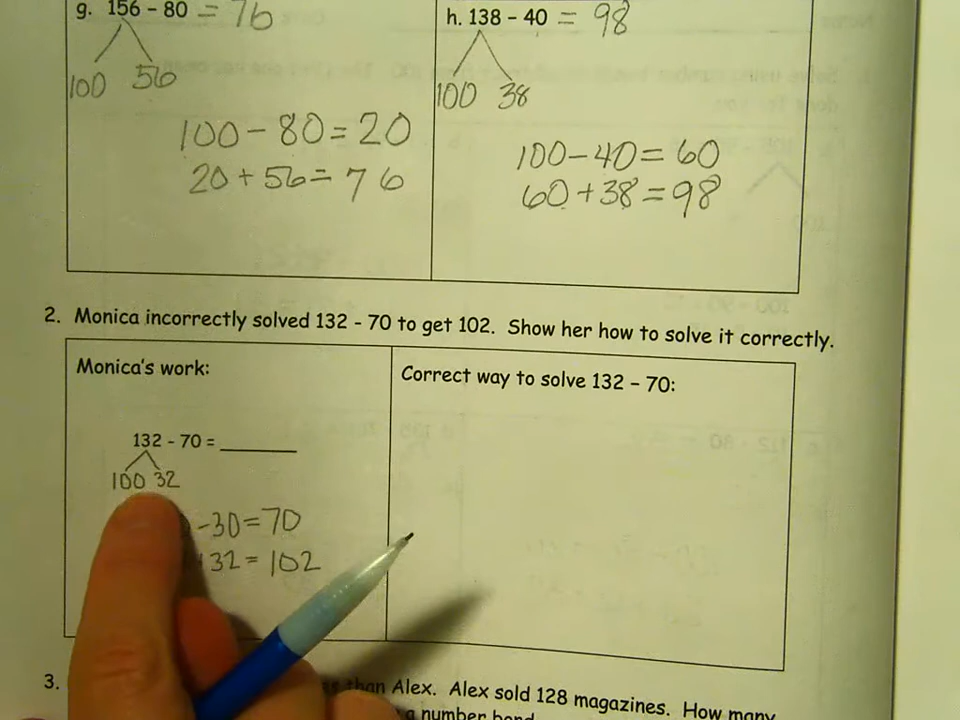 g. 156 - 80 = 76
100 56
100 - 80 = 20
20 + 56 = 76
h. 138 - 40 = 98
100 38
100 - 40 = 60
60 + 38 = 98
2. Monica incorrectly solved 132 - 70 to get 102. Show her how to solve it correctly.
Monica's work:
132 - 70 = ______
100 32
-30=70
32 = 102
Correct way to solve 132 - 70:
3. than Alex. Alex sold 128 magazines. How many
a number bond